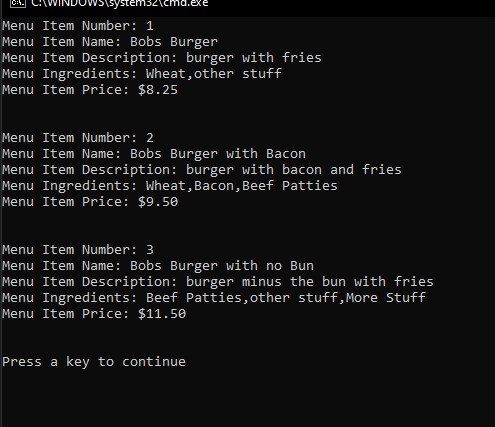 C:\WINDOWS\system32\cmd.exe
Menu Item Number: 1
Menu Item Name: Bobs Burger
Menu Item Description: burger with fries
Menu Ingredients: Wheat,other stuff
Menu Item Price: $8.25
Menu Item Number: 2
Menu Item Name: Bobs Burger with Bacon
Menu Item Description: burger with bacon and fries
Menu Ingredients: Wheat,Bacon,Beef Patties
Menu Item Price: $9.50
Menu Item Number: 3
Menu Item Name: Bobs Burger with no Bun
Menu Item Description: burger minus the bun with fries
Menu Ingredients: Beef Patties,other stuff,More Stuff
Menu Item Price: $11.50
Press a key to continue